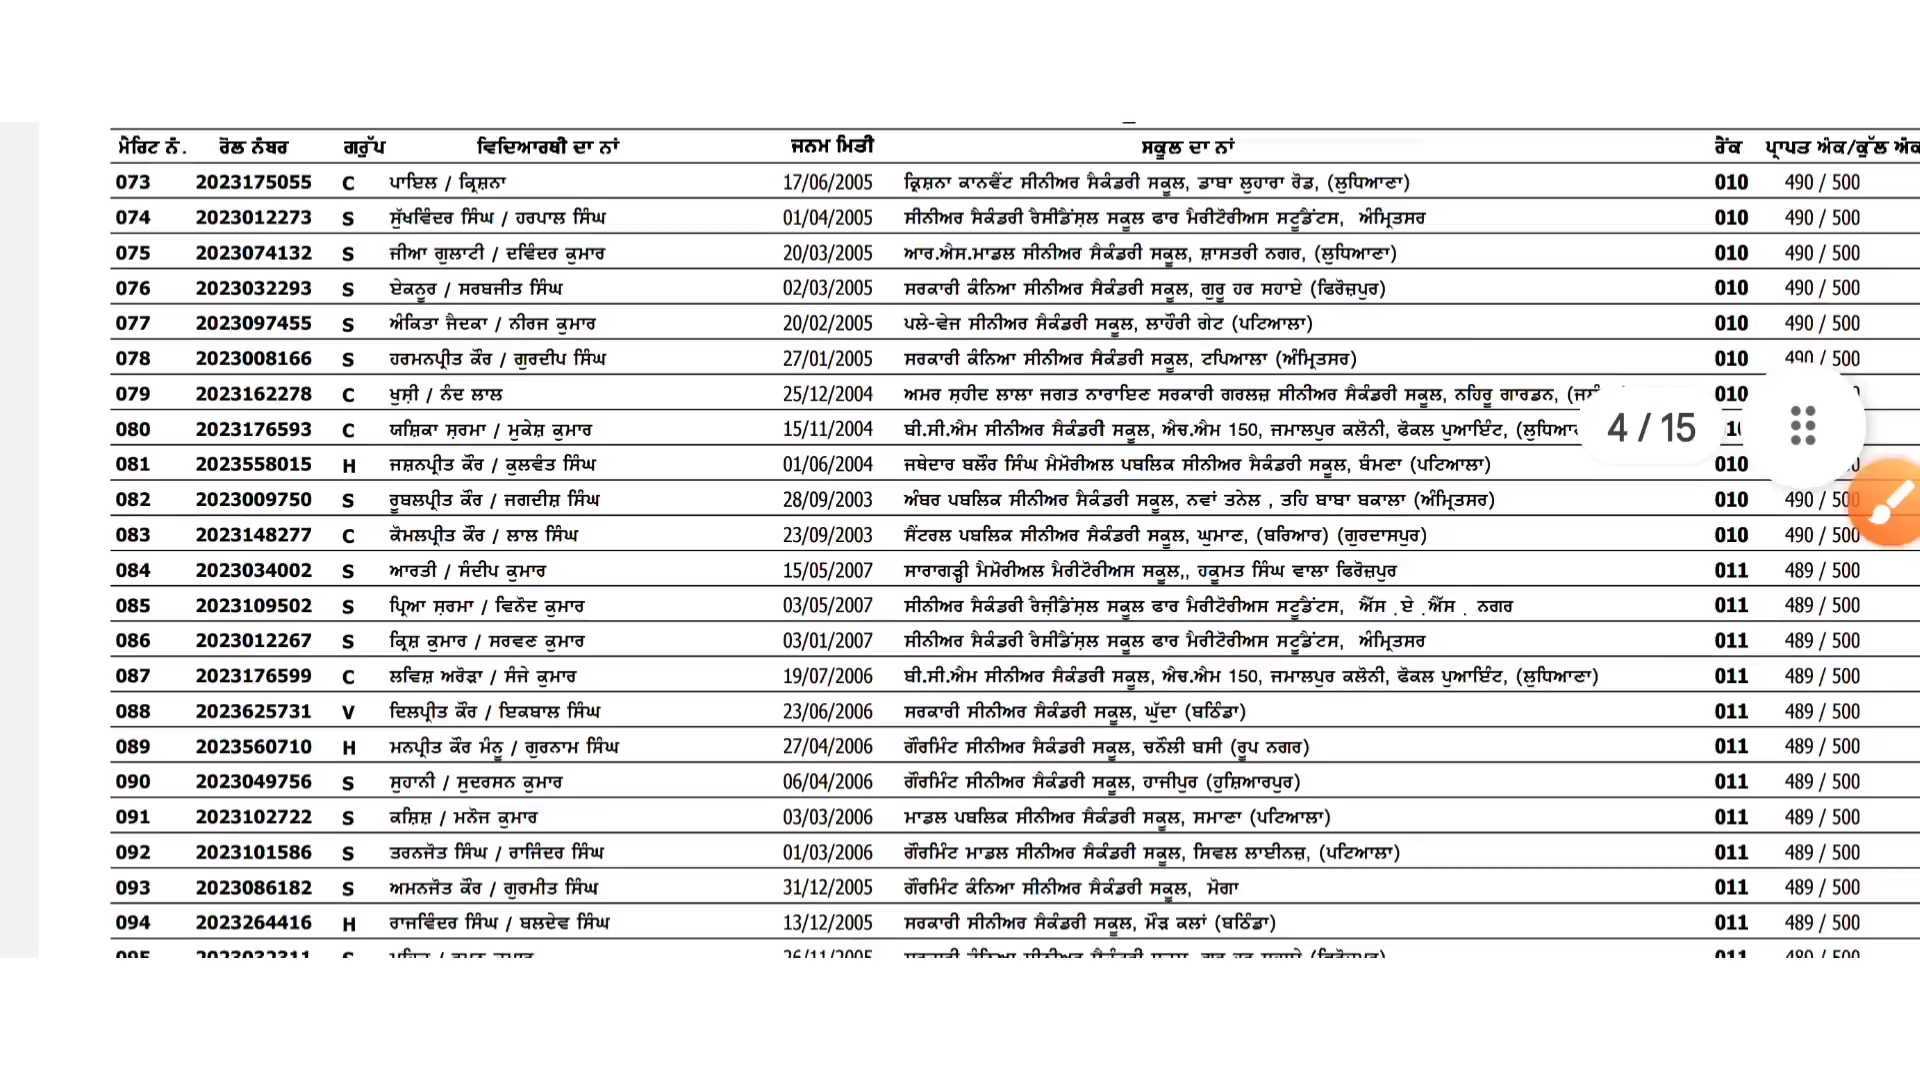 ਮੈਰਿਟ ਨੰ. ਰੋਲ ਨੰਬਰ ਗਰੁੱਪ ਵਿਦਿਆਰਥੀ ਦਾ ਨਾਂ ਜਨਮ ਮਿਤੀ ਸਕੂਲ ਦਾ ਨਾਂ ਰੈਂਕ ਪ੍ਰਾਪਤ ਅੰਕ/ਕੁੱਲ ਅੰਕ
073 2023175055 C ਪਾਇਲ / ਕ੍ਰਿਸ਼ਨਾ 17/06/2005 ਕ੍ਰਿਸ਼ਨਾ ਕਾਨਵੈਂਟ ਸੀਨੀਅਰ ਸੈਕੰਡਰੀ ਸਕੂਲ, ਡਾਬਾ ਲੁਹਾਰਾ ਰੋਡ, (ਲੁਧਿਆਣਾ) 010 490 / 500
074 2023012273 S ਸੁੱਖਵਿੰਦਰ ਸਿੰਘ / ਹਰਪਾਲ ਸਿੰਘ 01/04/2005 ਸੀਨੀਅਰ ਸੈਕੰਡਰੀ ਰੈਸੀਡੈਂਸ਼ਲ ਸਕੂਲ ਫਾਰ ਮੈਰੀਟੋਰੀਅਸ ਸਟੂਡੈਂਟਸ, ਅੰਮ੍ਰਿਤਸਰ 010 490 / 500
075 2023074132 S ਜੀਆ ਗੁਲਾਟੀ / ਦਵਿੰਦਰ ਕੁਮਾਰ 20/03/2005 ਆਰ.ਐਸ.ਮਾਡਲ ਸੀਨੀਅਰ ਸੈਕੰਡਰੀ ਸਕੂਲ, ਸ਼ਾਸਤਰੀ ਨਗਰ, (ਲੁਧਿਆਣਾ) 010 490 / 500
076 2023032293 S ਏਕਨੂਰ / ਸਰਬਜੀਤ ਸਿੰਘ 02/03/2005 ਸਰਕਾਰੀ ਕੰਨਿਆ ਸੀਨੀਅਰ ਸੈਕੰਡਰੀ ਸਕੂਲ, ਗੁਰੂ ਹਰ ਸਹਾਏ (ਫਿਰੋਜ਼ਪੁਰ) 010 490 / 500
077 2023097455 S ਅੰਕਿਤਾ ਜੈਦਕਾ / ਨੀਰਜ ਕੁਮਾਰ 20/02/2005 ਪਲੇ-ਵੇਜ ਸੀਨੀਅਰ ਸੈਕੰਡਰੀ ਸਕੂਲ, ਲਾਹੌਰੀ ਗੇਟ (ਪਟਿਆਲਾ) 010 490 / 500
078 2023008166 S ਹਰਮਨਪ੍ਰੀਤ ਕੌਰ / ਗੁਰਦੀਪ ਸਿੰਘ 27/01/2005 ਸਰਕਾਰੀ ਕੰਨਿਆ ਸੀਨੀਅਰ ਸੈਕੰਡਰੀ ਸਕੂਲ, ਟਪਿਆਲਾ (ਅੰਮ੍ਰਿਤਸਰ) 010 490 / 500
079 2023162278 C ਖੁਸ਼ੀ / ਨੰਦ ਲਾਲ 25/12/2004 ਅਮਰ ਸ਼ਹੀਦ ਲਾਲਾ ਜਗਤ ਨਾਰਾਇਣ ਸਰਕਾਰੀ ਗਰਲਜ਼ ਸੀਨੀਅਰ ਸੈਕੰਡਰੀ ਸਕੂਲ, ਨਹਿਰੂ ਗਾਰਡਨ, 010
080 2023176593 C ਯਸ਼ਿਕਾ ਸ਼ਰਮਾ / ਮੁਕੇਸ਼ ਕੁਮਾਰ 15/11/2004 ਬੀ.ਸੀ.ਐਮ ਸੀਨੀਅਰ ਸੈਕੰਡਰੀ ਸਕੂਲ, ਐਚ.ਐਮ 150, ਜਮਾਲਪੁਰ ਕਲੋਨੀ, ਫੋਕਲ ਪੁਆਇੰਟ, 4 / 15
081 2023558015 H ਜਸ਼ਨਪ੍ਰੀਤ ਕੌਰ / ਕੁਲਵੰਤ ਸਿੰਘ 01/06/2004 ਜਥੇਦਾਰ ਬਲੌਰ ਸਿੰਘ ਮੈਮੋਰੀਅਲ ਪਬਲਿਕ ਸੀਨੀਅਰ ਸੈਕੰਡਰੀ ਸਕੂਲ, ਬੰਮਣਾ (ਪਟਿਆਲਾ) 010
082 2023009750 S ਰੂਬਲਪ੍ਰੀਤ ਕੌਰ / ਜਗਦੀਸ਼ ਸਿੰਘ 28/09/2003 ਅੰਬਰ ਪਬਲਿਕ ਸੀਨੀਅਰ ਸੈਕੰਡਰੀ ਸਕੂਲ, ਨਵਾਂ ਤਨੇਲ , ਤਹਿ ਬਾਬਾ ਬਕਾਲਾ (ਅੰਮ੍ਰਿਤਸਰ) 010 490 / 500
083 2023148277 C ਕੋਮਲਪ੍ਰੀਤ ਕੌਰ / ਲਾਲ ਸਿੰਘ 23/09/2003 ਸੈਂਟਰਲ ਪਬਲਿਕ ਸੀਨੀਅਰ ਸੈਕੰਡਰੀ ਸਕੂਲ, ਘੁਮਾਣ, (ਬਰਿਆਰ) (ਗੁਰਦਾਸਪੁਰ) 010 490 / 500
084 2023034002 S ਆਰਤੀ / ਸੰਦੀਪ ਕੁਮਾਰ 15/05/2007 ਸਾਰਾਗੜ੍ਹੀ ਮੈਮੋਰੀਅਲ ਮੈਰੀਟੋਰੀਅਸ ਸਕੂਲ,, ਹਕੂਮਤ ਸਿੰਘ ਵਾਲਾ ਫਿਰੋਜ਼ਪੁਰ 011 489 / 500
085 2023109502 S ਪ੍ਰਿਆ ਸ਼ਰਮਾ / ਵਿਨੋਦ ਕੁਮਾਰ 03/05/2007 ਸੀਨੀਅਰ ਸੈਕੰਡਰੀ ਰੈਜ਼ੀਡੈਂਸ਼ਲ ਸਕੂਲ ਫਾਰ ਮੈਰੀਟੋਰੀਅਸ ਸਟੂਡੈਂਟਸ, ਐੱਸ .ਏ .ਐੱਸ . ਨਗਰ 011 489 / 500
086 2023012267 S ਕ੍ਰਿਸ਼ ਕੁਮਾਰ / ਸਰਵਣ ਕੁਮਾਰ 03/01/2007 ਸੀਨੀਅਰ ਸੈਕੰਡਰੀ ਰੈਸੀਡੈਂਸ਼ਲ ਸਕੂਲ ਫਾਰ ਮੈਰੀਟੋਰੀਅਸ ਸਟੂਡੈਂਟਸ, ਅੰਮ੍ਰਿਤਸਰ 011 489 / 500
087 2023176599 C ਲਵਿਸ਼ ਅਰੋੜਾ / ਸੰਜੇ ਕੁਮਾਰ 19/07/2006 ਬੀ.ਸੀ.ਐਮ ਸੀਨੀਅਰ ਸੈਕੰਡਰੀ ਸਕੂਲ, ਐਚ.ਐਮ 150, ਜਮਾਲਪੁਰ ਕਲੋਨੀ, ਫੋਕਲ ਪੁਆਇੰਟ, (ਲੁਧਿਆਣਾ) 011 489 / 500
088 2023625731 V ਦਿਲਪ੍ਰੀਤ ਕੌਰ / ਇਕਬਾਲ ਸਿੰਘ 23/06/2006 ਸਰਕਾਰੀ ਸੀਨੀਅਰ ਸੈਕੰਡਰੀ ਸਕੂਲ, ਘੁੱਦਾ (ਬਠਿੰਡਾ) 011 489 / 500
089 2023560710 H ਮਨਪ੍ਰੀਤ ਕੌਰ ਮੰਨੂ / ਗੁਰਨਾਮ ਸਿੰਘ 27/04/2006 ਗੌਰਮਿੰਟ ਸੀਨੀਅਰ ਸੈਕੰਡਰੀ ਸਕੂਲ, ਚਨੌਲੀ ਬਸੀ (ਰੂਪ ਨਗਰ) 011 489 / 500
090 2023049756 S ਸੁਹਾਨੀ / ਸੁਦਰਸਨ ਕੁਮਾਰ 06/04/2006 ਗੌਰਮਿੰਟ ਸੀਨੀਅਰ ਸੈਕੰਡਰੀ ਸਕੂਲ, ਹਾਜੀਪੁਰ (ਹੁਸ਼ਿਆਰਪੁਰ) 011 489 / 500
091 2023102722 S ਕਸ਼ਿਸ਼ / ਮਨੋਜ ਕੁਮਾਰ 03/03/2006 ਮਾਡਲ ਪਬਲਿਕ ਸੀਨੀਅਰ ਸੈਕੰਡਰੀ ਸਕੂਲ, ਸਮਾਣਾ (ਪਟਿਆਲਾ) 011 489 / 500
092 2023101586 S ਤਰਨਜੋਤ ਸਿੰਘ / ਰਾਜਿੰਦਰ ਸਿੰਘ 01/03/2006 ਗੌਰਮਿੰਟ ਮਾਡਲ ਸੀਨੀਅਰ ਸੈਕੰਡਰੀ ਸਕੂਲ, ਸਿਵਲ ਲਾਈਨਜ਼, (ਪਟਿਆਲਾ) 011 489 / 500
093 2023086182 S ਅਮਨਜੋਤ ਕੌਰ / ਗੁਰਮੀਤ ਸਿੰਘ 31/12/2005 ਗੌਰਮਿੰਟ ਕੰਨਿਆ ਸੀਨੀਅਰ ਸੈਕੰਡਰੀ ਸਕੂਲ, ਮੋਗਾ 011 489 / 500
094 2023264416 H ਰਾਜਵਿੰਦਰ ਸਿੰਘ / ਬਲਦੇਵ ਸਿੰਘ 13/12/2005 ਸਰਕਾਰੀ ਸੀਨੀਅਰ ਸੈਕੰਡਰੀ ਸਕੂਲ, ਮੌੜ ਕਲਾਂ (ਬਠਿੰਡਾ) 011 489 / 500